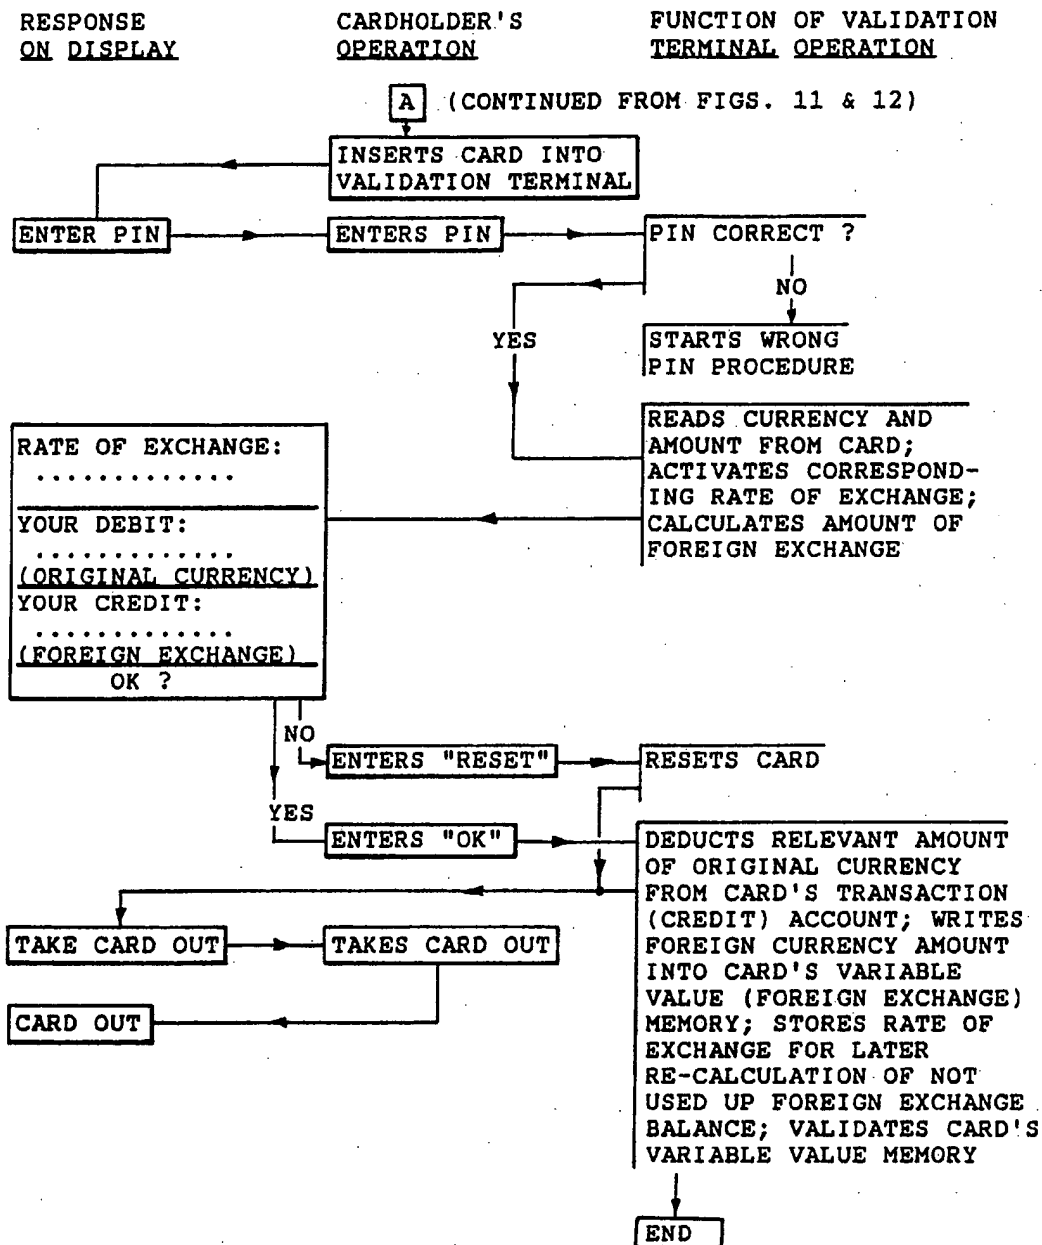 RESPONSE
ON DISPLAY
CARDHOLDER'S
OPERATION
FUNCTION OF VALIDATION
TERMINAL OPERATION
A (CONTINUED FROM FIGS. 11 & 12)
INSERTS CARD INTO
VALIDATION TERMINAL
ENTER PIN
ENTERS PIN
PIN CORRECT ?
NO
YES
STARTS WRONG
PIN PROCEDURE
READS CURRENCY AND
AMOUNT FROM CARD;
ACTIVATES CORRESPOND-
ING RATE OF EXCHANGE;
CALCULATES AMOUNT OF
FOREIGN EXCHANGE
RATE OF EXCHANGE:
.............
YOUR DEBIT:
.............
(ORIGINAL CURRENCY)
YOUR CREDIT:
.............
(FOREIGN EXCHANGE)
OK ?
NO
ENTERS "RESET"
RESETS CARD
YES
ENTERS "OK"
DEDUCTS RELEVANT AMOUNT
OF ORIGINAL CURRENCY
FROM CARD'S TRANSACTION
(CREDIT) ACCOUNT; WRITES
FOREIGN CURRENCY AMOUNT
INTO CARD'S VARIABLE
VALUE (FOREIGN EXCHANGE)
MEMORY; STORES RATE OF
EXCHANGE FOR LATER
RE-CALCULATION OF NOT
USED UP FOREIGN EXCHANGE
BALANCE; VALIDATES CARD'S
VARIABLE VALUE MEMORY
TAKE CARD OUT
TAKES CARD OUT
CARD OUT
END